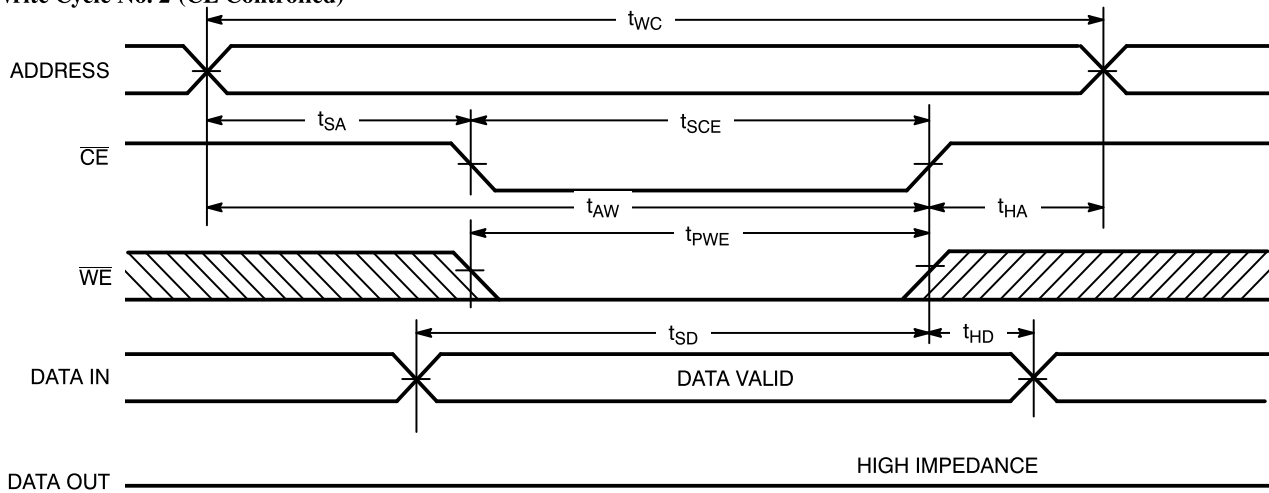 Write Cycle No. 2 (CE Controlled)
tWC
ADDRESS
tSA
tSCE
CE
tAW
tHA
tPWE
WE
tSD
tHD
DATA IN
DATA VALID
HIGH IMPEDANCE
DATA OUT